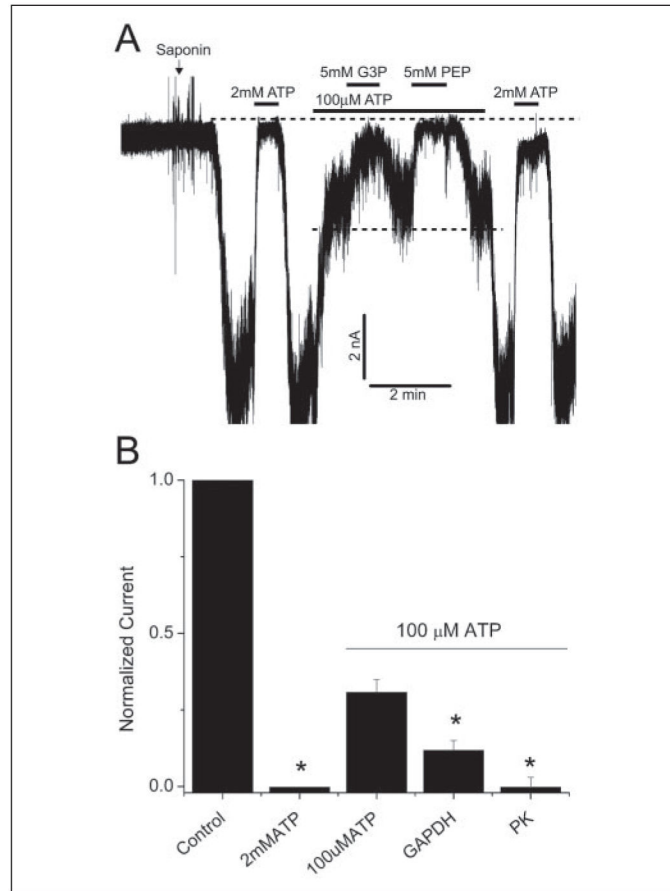 A
Saponin
5mM G3P 5mM PEP
2mM ATP 100µM ATP 2mM ATP
2 nA
2 min
B
1.0
0.5
0.0
Normalized Current
100 µM ATP
* * *
Control 2mMATP 100uMATP GAPDH PK